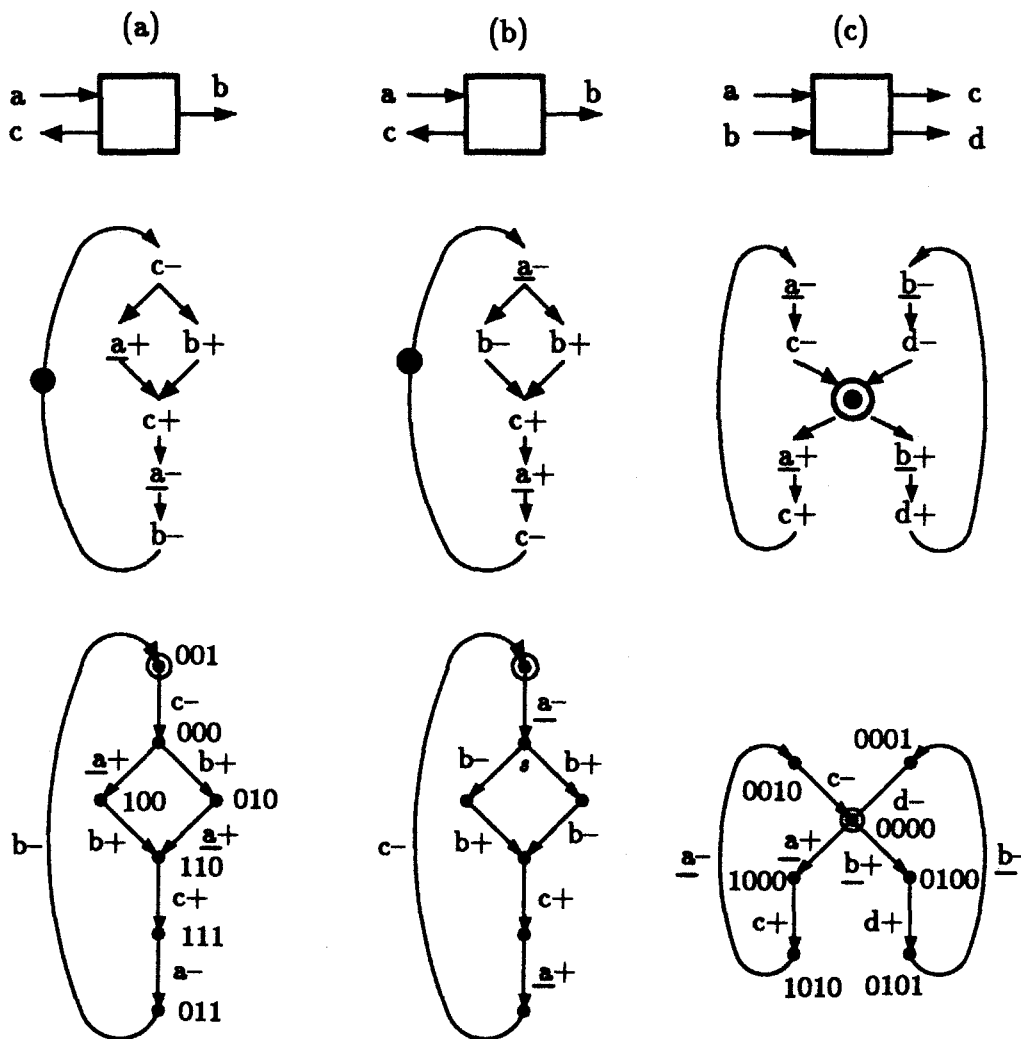 (a) (b) (c)
a b a b a c
c c b d
c− a− a− b−
a+ b+ b− b+ c− d−
c+ c+ a+ b+
a− a+ c+ d+
b− c−
001
c− a−
000 0001
a+ b+ b− s b+ 0010 c− d−
100 010 0000
b− b+ a+ c− b+ b− a− a+ b+ b−
110 1000 0100
c+ c+ c+ d+
111 1010 0101
a− a+
011